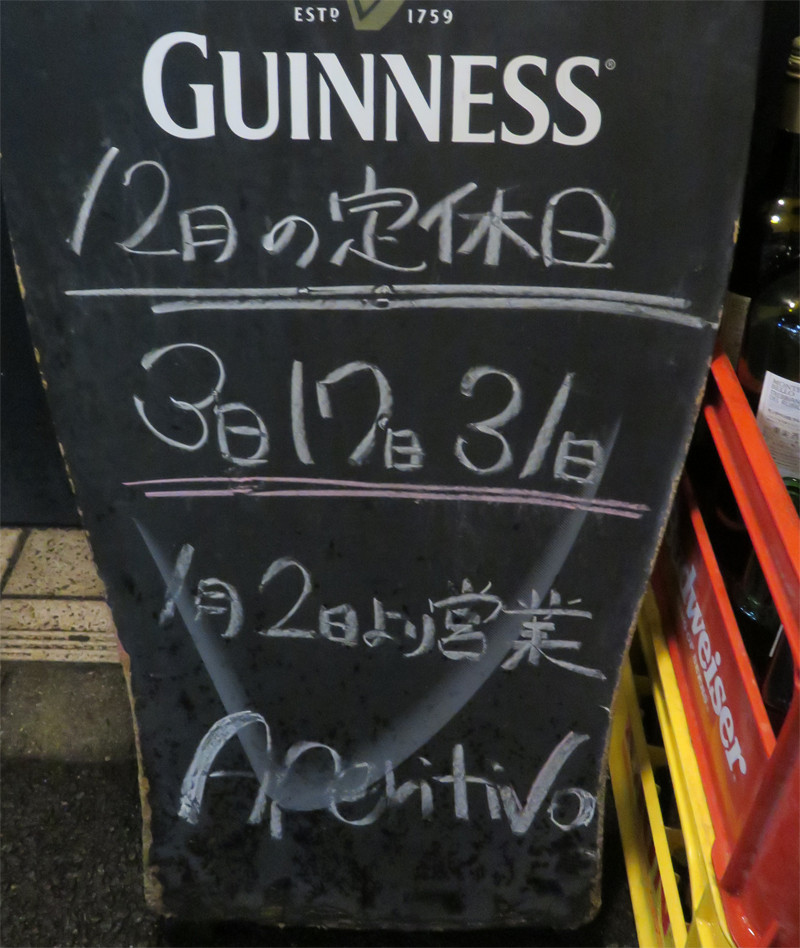 ESTD 1759
GUINNESS®
12月の定休日
3日 17日 31日
1月2日より営業
Aperitivo
dweiser